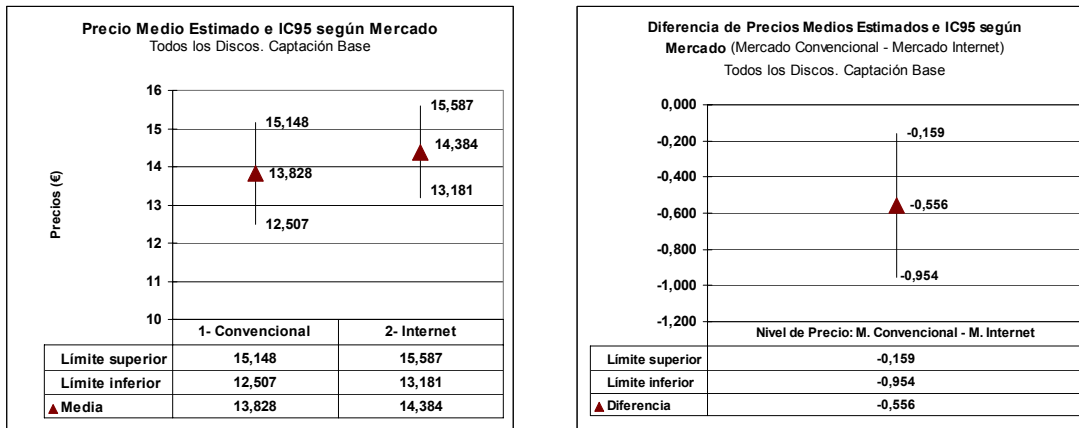 Precio Medio Estimado e IC95 según Mercado
Todos los Discos. Captación Base
Precios (€)
16
15
14
13
12
11
10
15,148
13,828
12,507
15,587
14,384
13,181
1- Convencional 2- Internet
Límite superior 15,148 15,587
Límite inferior 12,507 13,181
Media 13,828 14,384
Diferencia de Precios Medios Estimados e IC95 según
Mercado (Mercado Convencional - Mercado Internet)
Todos los Discos. Captación Base
0,000
-0,200
-0,400
-0,600
-0,800
-1,000
-1,200
-0,159
-0,556
-0,954
Nivel de Precio: M. Convencional - M. Internet
Límite superior -0,159
Límite inferior -0,954
Diferencia -0,556